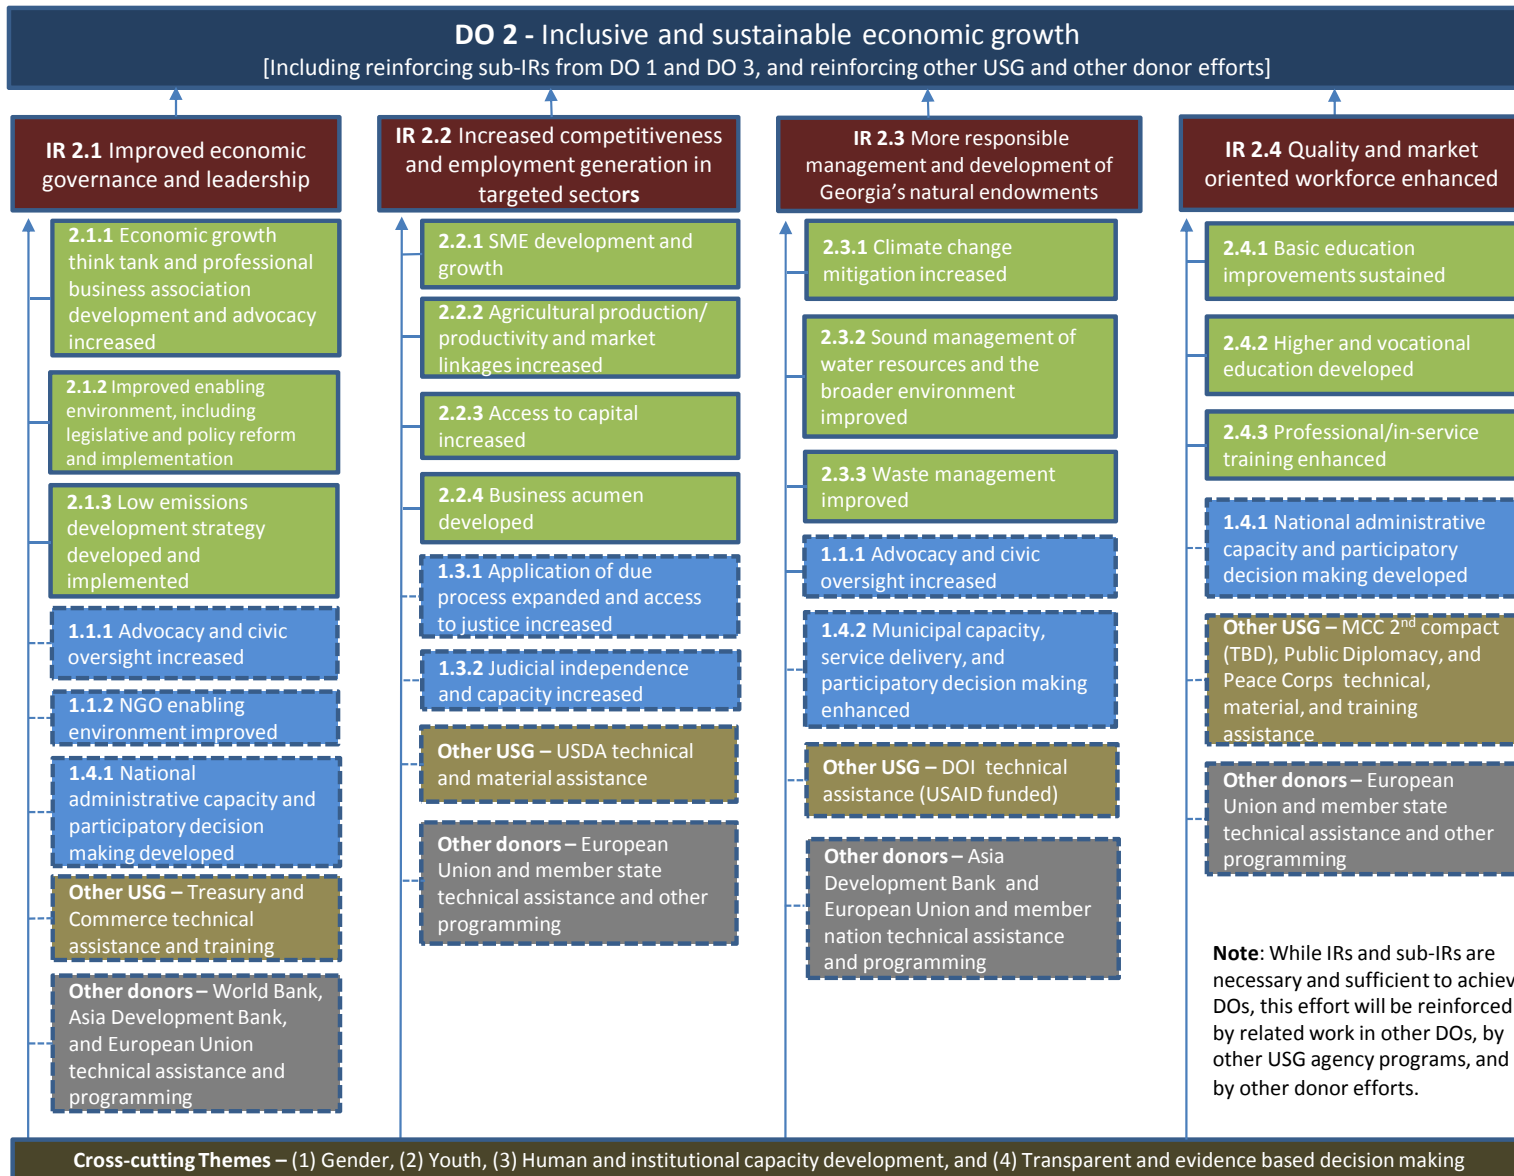 DO 2 - Inclusive and sustainable economic growth
[Including reinforcing sub-IRs from DO 1 and DO 3, and reinforcing other USG and other donor efforts]
IR 2.1 Improved economic
governance and leadership
2.1.1 Economic growth
think tank and professional
business association
development and advocacy
increased
2.1.2 Improved enabling
environment, including
legislative and policy reform
and implementation
2.1.3 Low emissions
development strategy
developed and
implemented
1.1.1 Advocacy and civic
oversight increased
1.1.2 NGO enabling
environment improved
1.4.1 National
administrative capacity and
participatory decision
making developed
Other USG – Treasury and
Commerce technical
assistance and training
Other donors – World Bank,
Asia Development Bank,
and European Union
technical assistance and
programming
IR 2.2 Increased competitiveness
and employment generation in
targeted sectors
2.2.1 SME development and
growth
2.2.2 Agricultural production/
productivity and market
linkages increased
2.2.3 Access to capital
increased
2.2.4 Business acumen
developed
1.3.1 Application of due
process expanded and access
to justice increased
1.3.2 Judicial independence
and capacity increased
Other USG – USDA technical
and material assistance
Other donors – European
Union and member state
technical assistance and other
programming
IR 2.3 More responsible
management and development of
Georgia's natural endowments
2.3.1 Climate change
mitigation increased
2.3.2 Sound management of
water resources and the
broader environment
improved
2.3.3 Waste management
improved
1.1.1 Advocacy and civic
oversight increased
1.4.2 Municipal capacity,
service delivery, and
participatory decision making
enhanced
Other USG – DOI technical
assistance (USAID funded)
Other donors – Asia
Development Bank and
European Union and member
nation technical assistance
and programming
IR 2.4 Quality and market
oriented workforce enhanced
2.4.1 Basic education
improvements sustained
2.4.2 Higher and vocational
education developed
2.4.3 Professional/in-service
training enhanced
1.4.1 National administrative
capacity and participatory
decision making developed
Other USG – MCC 2nd compact
(TBD), Public Diplomacy, and
Peace Corps technical,
material, and training
assistance
Other donors – European
Union and member state
technical assistance and other
programming
Note: While IRs and sub-IRs are
necessary and sufficient to achiev
DOs, this effort will be reinforced
by related work in other DOs, by
other USG agency programs, and
by other donor efforts.
Cross-cutting Themes – (1) Gender, (2) Youth, (3) Human and institutional capacity development, and (4) Transparent and evidence based decision making